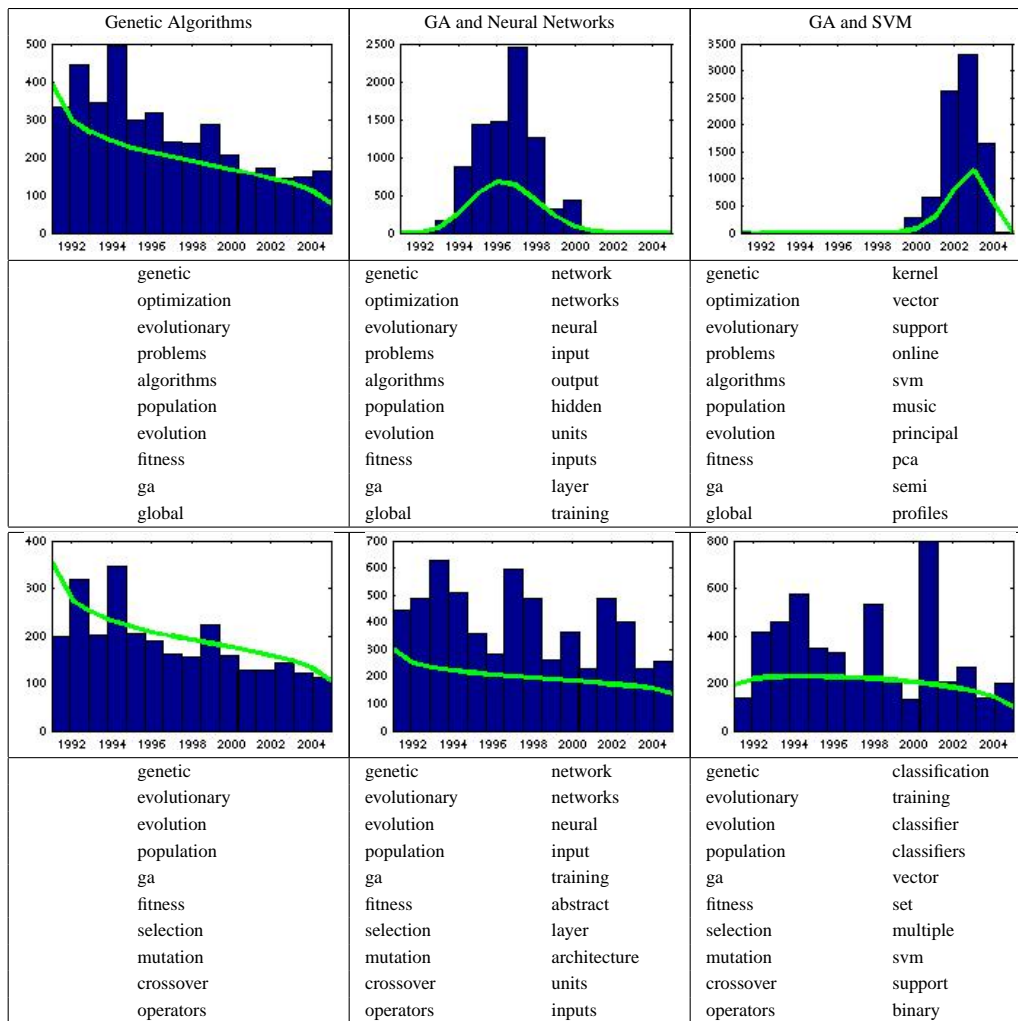 Genetic Algorithms GA and Neural Networks GA and SVM
500 2500 3500
3000
400 2000
2500
300 1500 2000
200 1000 1500
1000
100 500
500
0 0 0
1992 1994 1996 1998 2000 2002 2004 1992 1994 1996 1998 2000 2002 2004 1992 1994 1996 1998 2000 2002 2004
genetic genetic network genetic kernel
optimization optimization networks optimization vector
evolutionary evolutionary neural evolutionary support
problems problems input problems online
algorithms algorithms output algorithms svm
population population hidden population music
evolution evolution units evolution principal
fitness fitness inputs fitness pca
ga ga layer ga semi
global global training global profiles
400 700 800
600
300 600
500
400
200 400
300
100 200 200
100
0 0 0
1992 1994 1996 1998 2000 2002 2004 1992 1994 1996 1998 2000 2002 2004 1992 1994 1996 1998 2000 2002 2004
genetic genetic network genetic classification
evolutionary evolutionary networks evolutionary training
evolution evolution neural evolution classifier
population population input population classifiers
ga ga training ga vector
fitness fitness abstract fitness set
selection selection layer selection multiple
mutation mutation architecture mutation svm
crossover crossover units crossover support
operators operators inputs operators binary